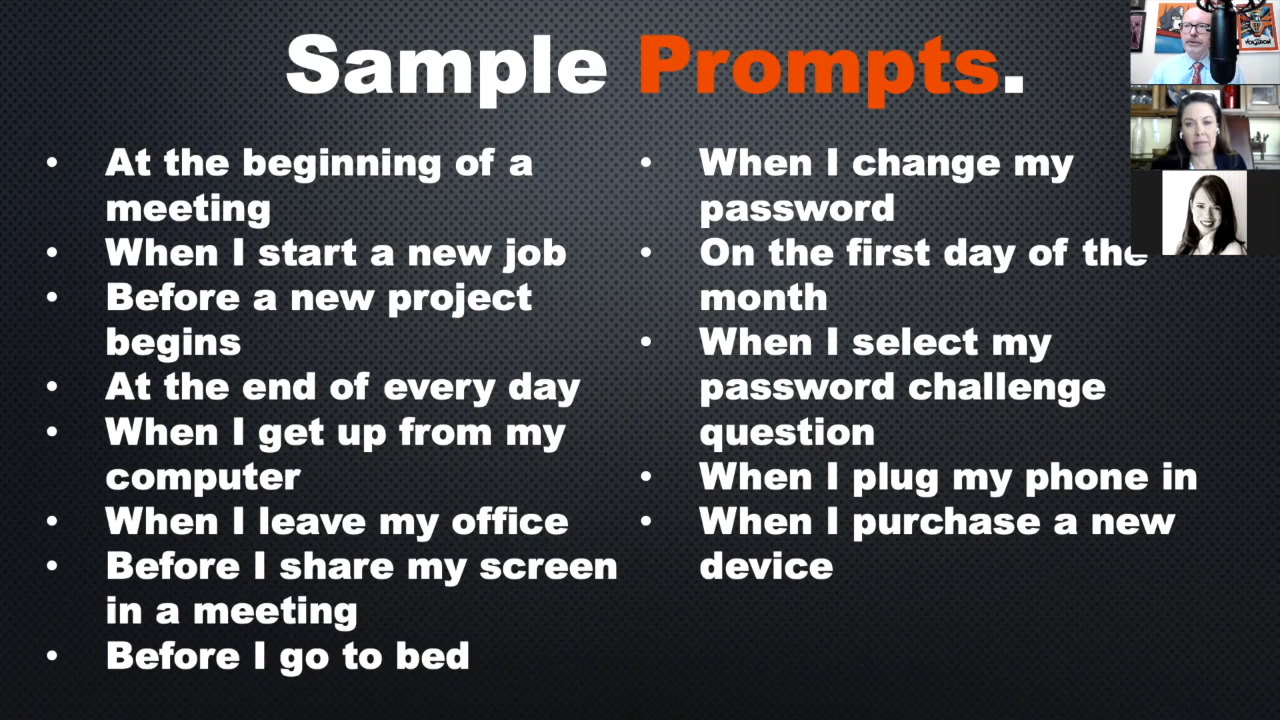 Sample Prompts.
• At the beginning of a
meeting
• When I start a new job
• Before a new project
begins
• At the end of every day
• When I get up from my
computer
• When I leave my office
• Before I share my screen
in a meeting
• Before I go to bed
• When I change my
password
• On the first day of the
month
• When I select my
password challenge
question
• When I plug my phone in
• When I purchase a new
device